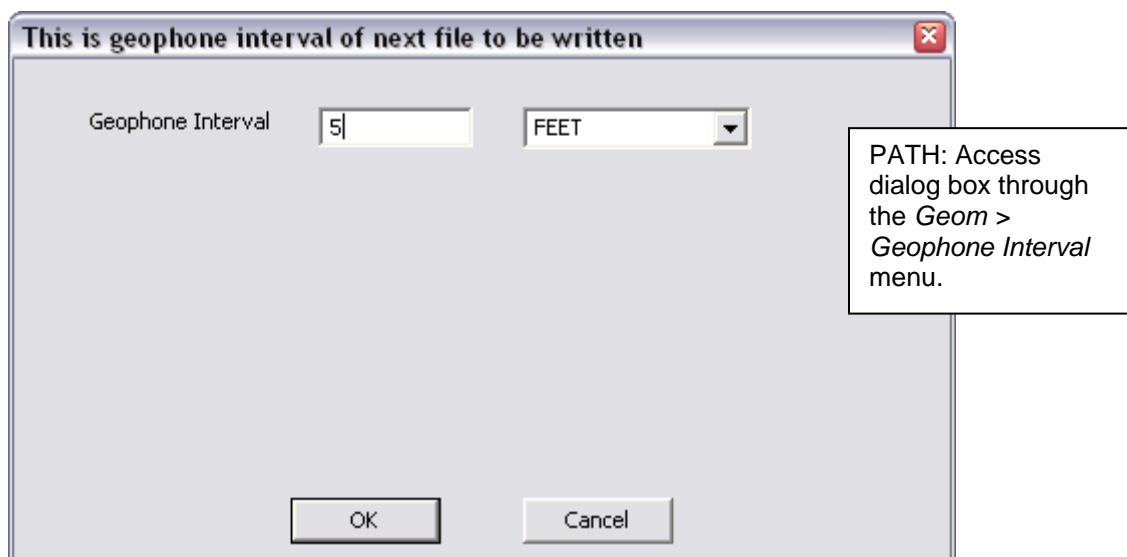 This is geophone interval of next file to be written
Geophone Interval 5 FEET
PATH: Access
dialog box through
the Geom >
Geophone Interval
menu.
OK Cancel